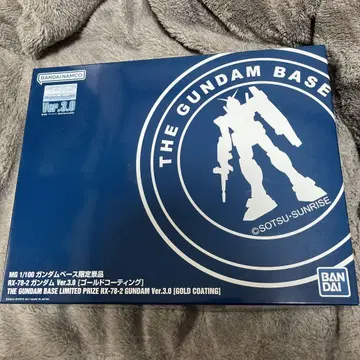 BANDAI NAMCO
MG
Ver.3.0
THE GUNDAM BASE
©SOTSU·SUNRISE
MG 1/100 ガンダムベース限定景品
RX-78-2 ガンダム Ver.3.0 [ゴールドコーティング]
THE GUNDAM BASE LIMITED PRIZE RX-78-2 GUNDAM Ver.3.0 [GOLD COATING]
BAN
DAI